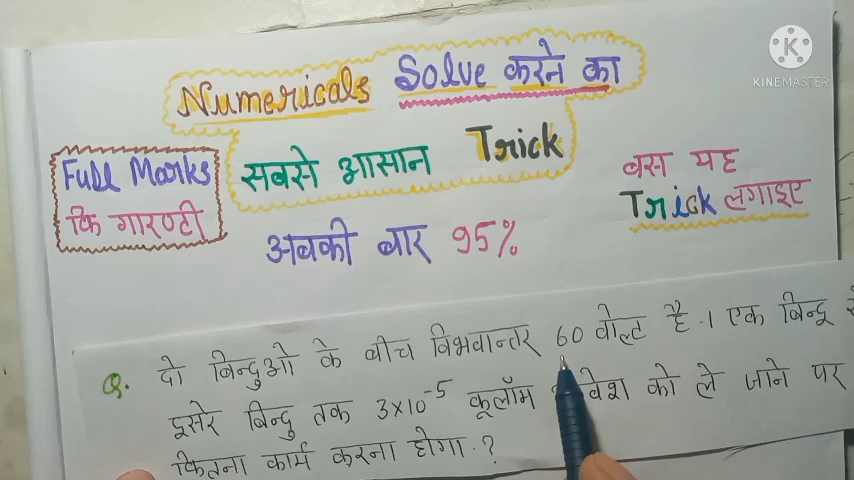 Numericals Solve करने का
सबसे आसान Trick
Full Marks
कि गारण्टी
बस यह
Trick लगाइए
अबकी बार 95%
KINEMASTER
Q. दो बिन्दुओ के बीच विभवान्तर 60 वोल्ट है.। एक बिन्दू से
दूसरे बिन्दु तक 3×10⁻⁵ कूलॉम को ले जाने पर
कितना कार्म करना होगा.?